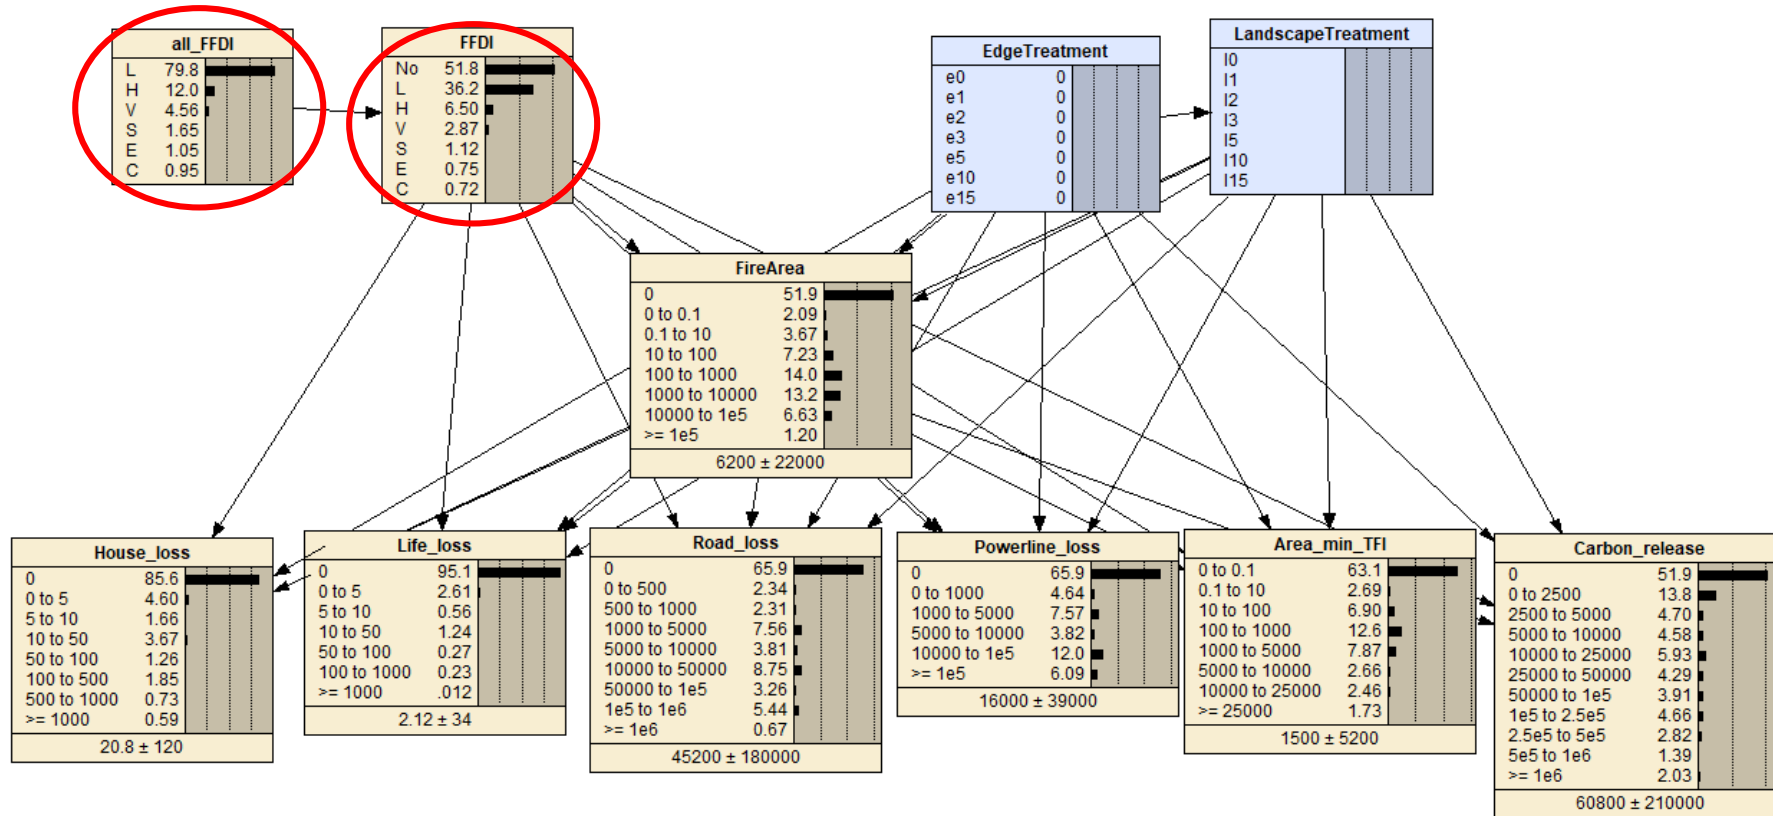 all_FFDI
L 79.8
H 12.0
V 4.56
S 1.65
E 1.05
C 0.95
FFDI
No 51.8
L 36.2
H 6.50
V 2.87
S 1.12
E 0.75
C 0.72
EdgeTreatment
e0 0
e1 0
e2 0
e3 0
e5 0
e10 0
e15 0
LandscapeTreatment
l0
l1
l2
l3
l5
l10
l15
FireArea
0 51.9
0 to 0.1 2.09
0.1 to 10 3.67
10 to 100 7.23
100 to 1000 14.0
1000 to 10000 13.2
10000 to 1e5 6.63
>= 1e5 1.20
6200 ± 22000
House_loss
0 85.6
0 to 5 4.60
5 to 10 1.66
10 to 50 3.67
50 to 100 1.26
100 to 500 1.85
500 to 1000 0.73
>= 1000 0.59
20.8 ± 120
Life_loss
0 95.1
0 to 5 2.61
5 to 10 0.56
10 to 50 1.24
50 to 100 0.27
100 to 1000 0.23
>= 1000 .012
2.12 ± 34
Road_loss
0 65.9
0 to 500 2.34
500 to 1000 2.31
1000 to 5000 7.56
5000 to 10000 3.81
10000 to 50000 8.75
50000 to 1e5 3.26
1e5 to 1e6 5.44
>= 1e6 0.67
45200 ± 180000
Powerline_loss
0 65.9
0 to 1000 4.64
1000 to 5000 7.57
5000 to 10000 3.82
10000 to 1e5 12.0
>= 1e5 6.09
16000 ± 39000
Area_min_TFI
0 to 0.1 63.1
0.1 to 10 2.69
10 to 100 6.90
100 to 1000 12.6
1000 to 5000 7.87
5000 to 10000 2.66
10000 to 25000 2.46
>= 25000 1.73
1500 ± 5200
Carbon_release
0 51.9
0 to 2500 13.8
2500 to 5000 4.70
5000 to 10000 4.58
10000 to 25000 5.93
25000 to 50000 4.29
50000 to 1e5 3.91
1e5 to 2.5e5 4.66
2.5e5 to 5e5 2.82
5e5 to 1e6 1.39
>= 1e6 2.03
60800 ± 210000